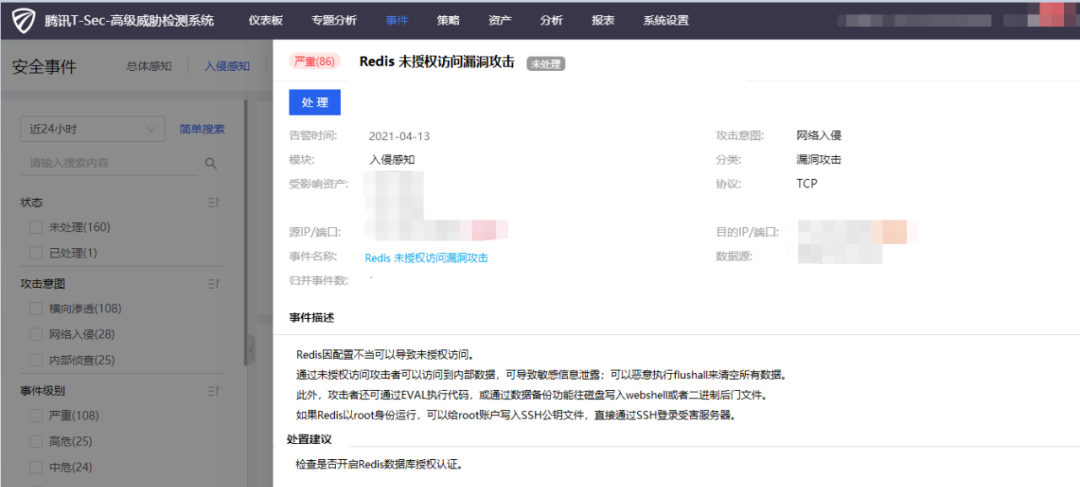 腾讯T-Sec-高级威胁检测系统 仪表板 专题分析 事件 策略 资产 分析 报表 系统设置
安全事件 总体感知 入侵感知
严重(86) Redis 未授权访问漏洞攻击 未处理
处 理
近24小时 简单搜索
请输入搜索内容
状态
未处理(160)
已处理(1)
攻击意图
横向渗透(108)
网络入侵(28)
内部侦查(25)
事件级别
严重(108)
高危(25)
中危(24)
告警时间: 2021-04-13 攻击意图: 网络入侵
模块: 入侵感知 分类: 漏洞攻击
受影响资产: 协议: TCP
源IP/端口: 目的IP/端口:
事件名称: Redis 未授权访问漏洞攻击 数据源:
归并事件数:
事件描述
Redis因配置不当可以导致未授权访问。
通过未授权访问攻击者可以访问到内部数据，可导致敏感信息泄露；可以恶意执行flushall来清空所有数据。
此外，攻击者还可通过EVAL执行代码，或通过数据备份功能往磁盘写入webshell或者二进制后门文件。
如果Redis以root身份运行，可以给root账户写入SSH公钥文件，直接通过SSH登录受害服务器。
处置建议
检查是否开启Redis数据库授权认证。